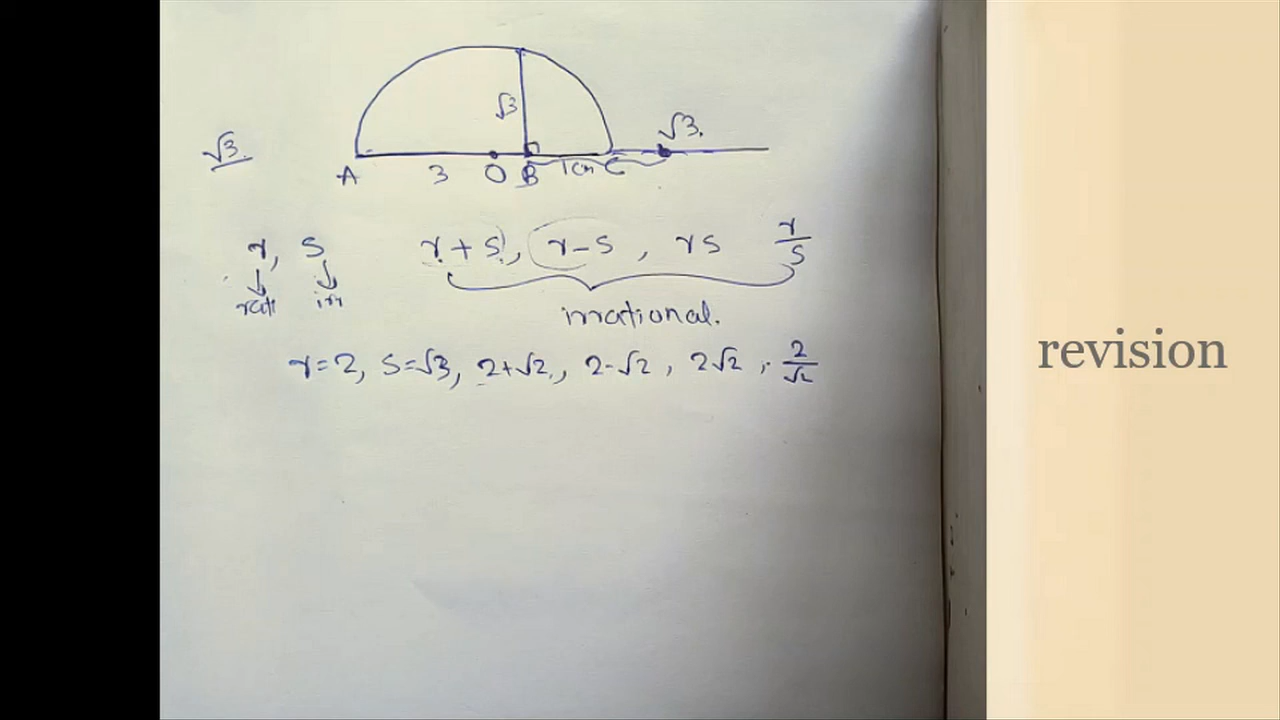 √3
√3
√3.
A 3 O B 1cm C
r, s r + s, r - s, rs r/s
↓ ↓
rati irr
irrational.
r=2, s=√3, 2+√2, 2-√2, 2√2, 2/√2
revision